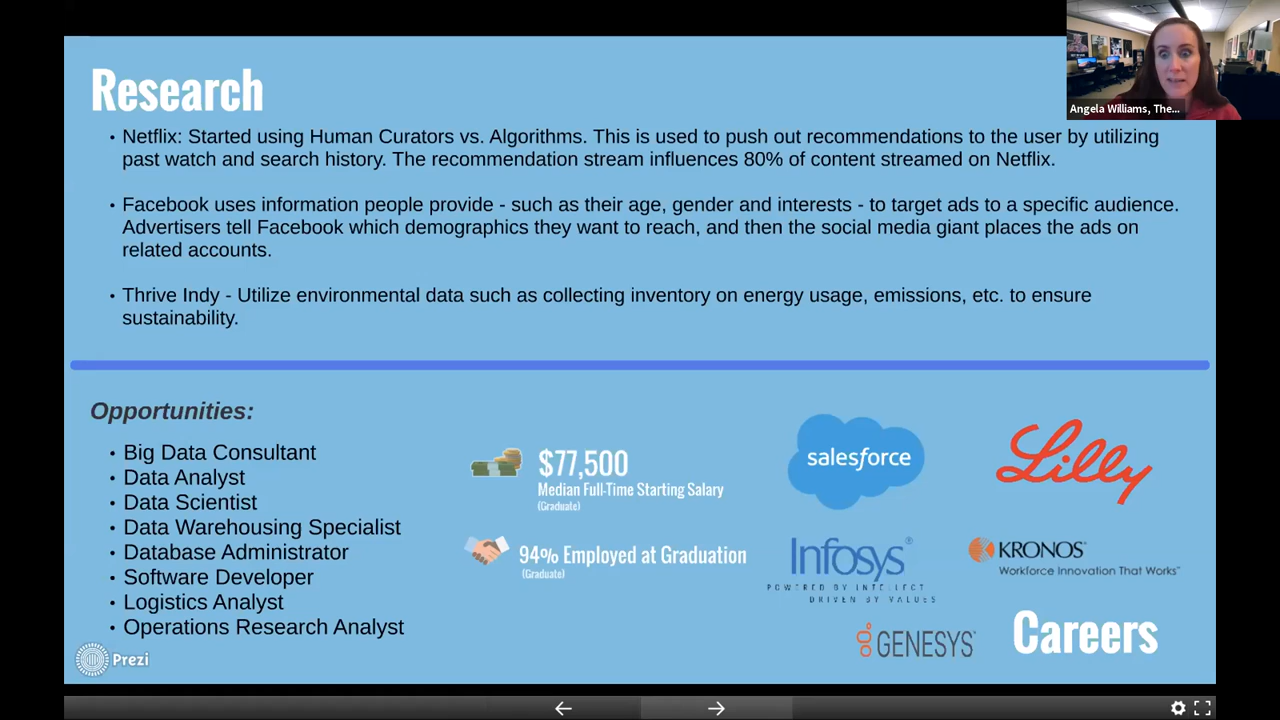 Angela Williams, The...
Research
• Netflix: Started using Human Curators vs. Algorithms. This is used to push out recommendations to the user by utilizing
past watch and search history. The recommendation stream influences 80% of content streamed on Netflix.
• Facebook uses information people provide - such as their age, gender and interests - to target ads to a specific audience.
Advertisers tell Facebook which demographics they want to reach, and then the social media giant places the ads on
related accounts.
• Thrive Indy - Utilize environmental data such as collecting inventory on energy usage, emissions, etc. to ensure
sustainability.
Opportunities:
• Big Data Consultant
• Data Analyst
• Data Scientist
• Data Warehousing Specialist
• Database Administrator
• Software Developer
• Logistics Analyst
• Operations Research Analyst
$77,500
Median Full-Time Starting Salary
(Graduate)
94% Employed at Graduation
(Graduate)
salesforce
Lilly
Infosys®
POWERED BY INTELLECT
DRIVEN BY VALUES
KRONOS™
Workforce Innovation That Works™
GENESYS™
Careers
Prezi